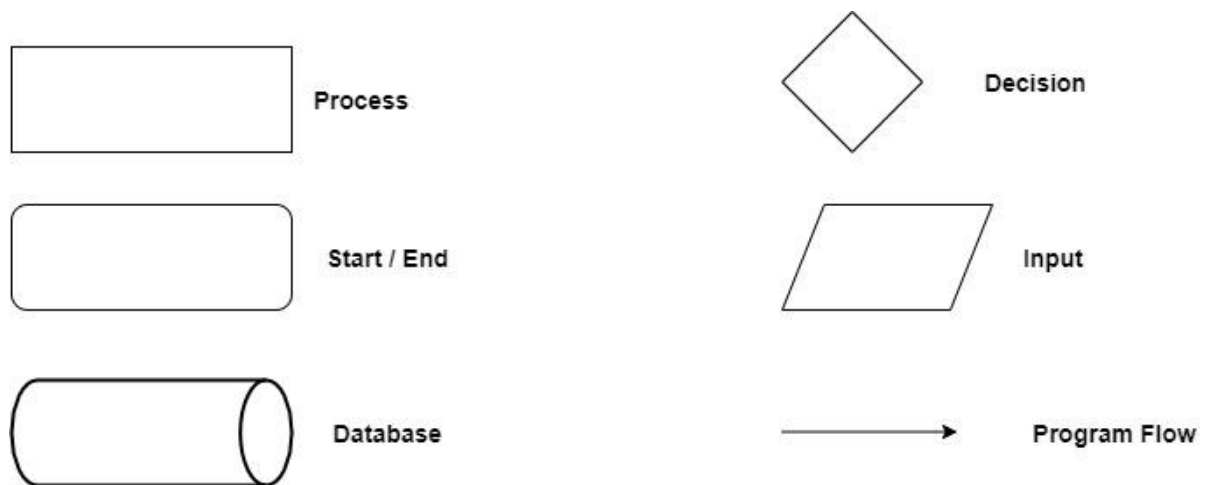 Process
Decision
Start / End
Input
Database
Program Flow